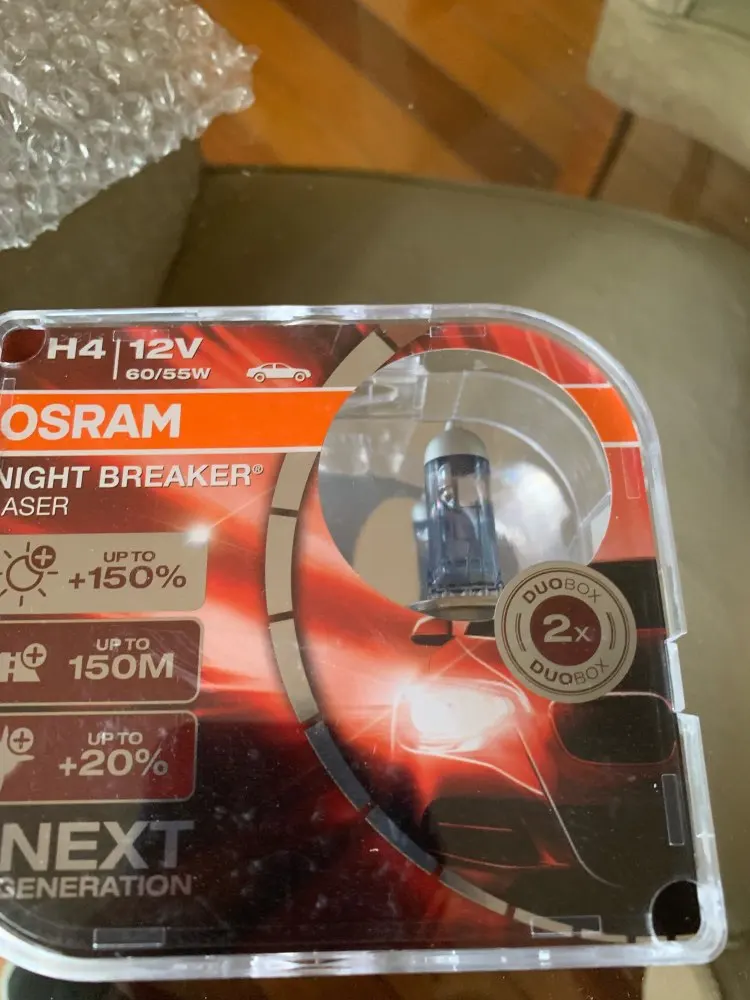 H4 | 12V
60/55W
OSRAM
NIGHT BREAKER®
ASER
UP TO
+150%
UP TO
150M
UP TO
+20%
NEXT
GENERATION
DUOBOX
2x
DUOBOX